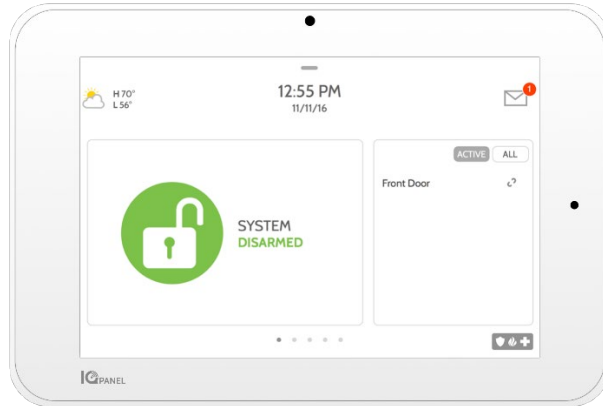 H 70°
L 56°
12:55 PM
11/11/16
1
ACTIVE
ALL
Front Door
SYSTEM
DISARMED
IQ PANEL